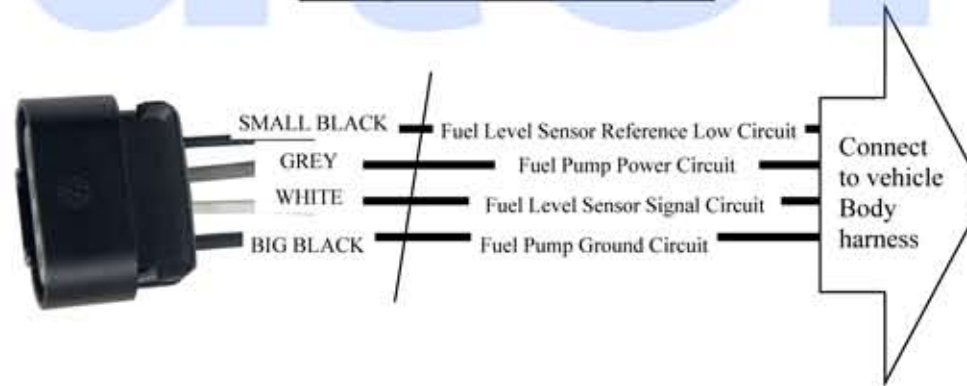 SMALL BLACK Fuel Level Sensor Reference Low Circuit
GREY Fuel Pump Power Circuit
WHITE Fuel Level Sensor Signal Circuit
BIG BLACK Fuel Pump Ground Circuit
Connect
to vehicle
Body
harness